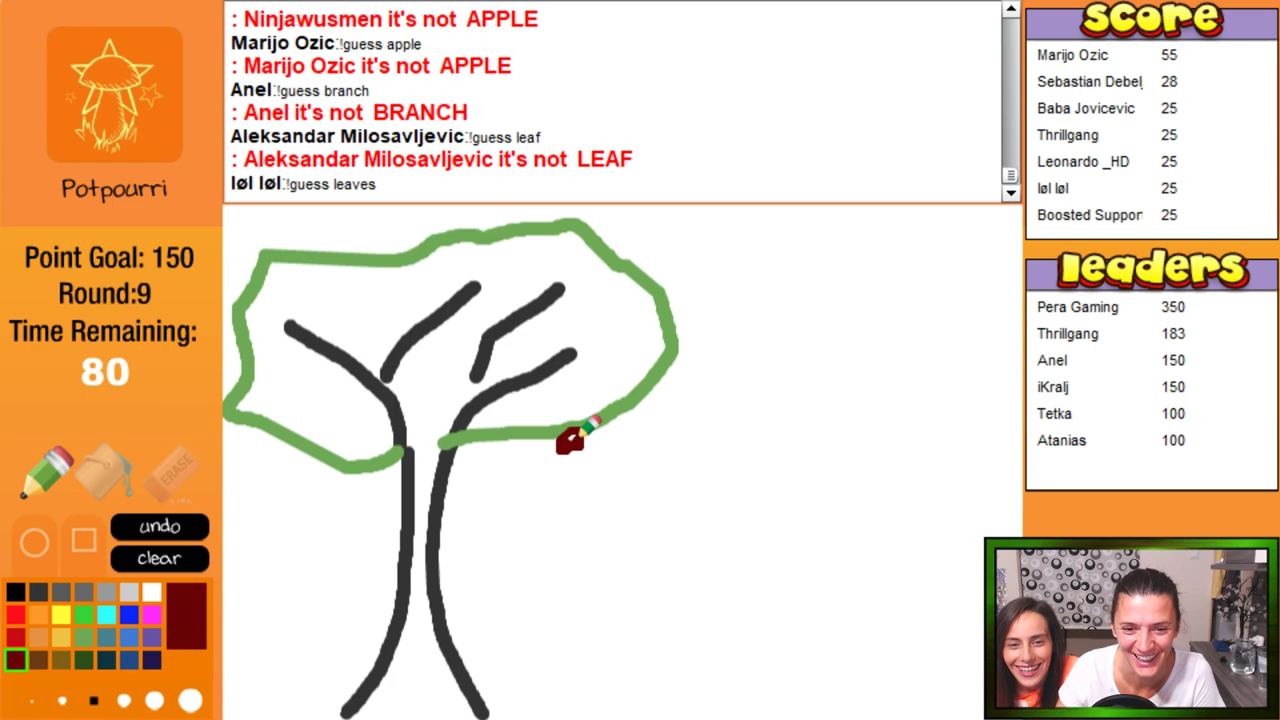 : Ninjawusmen it's not APPLE
Marijo Ozic:!guess apple
: Marijo Ozic it's not APPLE
Anel:!guess branch
: Anel it's not BRANCH
Aleksandar Milosavljevic:!guess leaf
: Aleksandar Milosavljevic it's not LEAF
løl løl:!guess leaves
Potpourri
Point Goal: 150
Round:9
Time Remaining:
80
ERASE
undo
clear
score
Marijo Ozic 55
Sebastian Debel 28
Baba Jovicevic 25
Thrillgang 25
Leonardo _HD 25
løl løl 25
Boosted Suppor 25
leaders
Pera Gaming 350
Thrillgang 183
Anel 150
iKralj 150
Tetka 100
Atanias 100